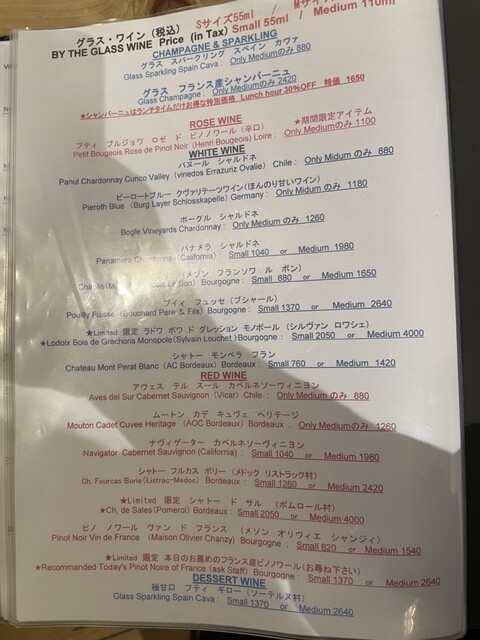 グラス・ワイン (税込) Sサイズ55ml / Mサイズ
BY THE GLASS WINE Price (in Tax) Small 55ml / Medium 110ml
CHAMPAGNE & SPARKLING
グラス スパークリング スペイン カヴァ
Glass Sparkling Spain Cava : Only Mediumのみ 880
グラス フランス産シャンパーニュ
Glass Champagne : Only Mediumのみ2420
★シャンパーニュはランチタイムだけお得な特別価格 Lunch hour 30%OFF 特価 1650
ROSE WINE
プティ ブルジョワ ロゼ ド ピノノワール (辛口) ★期間限定アイテム
Petit Bougeois Rose de Pinot Noir (Henri Bougeois) Loire : Only Mediumのみ 1100
WHITE WINE
パヌール シャルドネ
Panul Chardonnay Curico Valley (vinedos Errazuriz Ovalie) Chile : Only Midum のみ 880
ピーロートブルー クヴァリテーツワイン(ほんのり甘いワイン)
Pieroth Blue (Burg Layer Schlosskapelle) Germany : Only Midum のみ 1180
ボーグル シャルドネ
Bogle Vineyards Chardonnay : Only Medium のみ 1260
パナメラ シャルドネ
Panamera Chardonnay(California) : Small 1040 or Medium 1980
(メゾン フランソワ ル ボン)
Chablis Le Bon) Bourgogne : Small 880 or Medium 1650
プイィ フュッセ (ブシャール)
Pouilly Fuisse (Bouchard Pere & Fils) Bourgogne : Small 1370 or Medium 2640
★Limited 限定 ラドワ ボワ ド グレッション モノポール (シルヴァン ロワシェ)
★Lodoix Bois de Grechons Monopole(Sylvain Louchet )Bourgogne : Small 2050 or Medium 4000
シャトー モンペラ ブラン
Chateau Mont Perat Blanc (AC Bordeaux) Bordeaux : Small 760 or Medium 1420
RED WINE
アヴェス デル スール カベルネソーヴィニヨン
Aves del Sur Cabernet Sauvignon (Vicar) Chile : Only Medium のみ 880
ムートン カデ キュヴェ ヘリテージ
Mouton Cadet Cuvee Heritage (AOC Bordeaux) Bordeaux : Only Mediumのみ 1260
ナヴィゲーター カベルネソーヴィニヨン
Navigator Cabernet Sauvignon (California) : Small 1040 or Medium 1980
シャトー フルカス ボリー (メドック リストラック村)
Ch, Fourcas Borie (Listrac-Medoc) Bordeaux : Small 1260 or Medium 2420
★Limited 限定 シャトー ド サル (ポムロール村)
★Ch, de Sales(Pomerol) Bordeaux : Small 2050 or Medium 4000
ピノ ノワール ヴァン ド フランス (メゾン オリヴィエ シャンジィ)
Pinot Noir Vin de France (Maison Olivier Chanzy) Bourgogne : Small 820 or Medium 1540
★Limited 限定 本日のお薦めのフランス産ピノノワール(お尋ね下さい)
★Recommanded Today's Pinot Noire of France (ask Staff) Bourgogne : Small 1370 or Medium 2640
DESSERT WINE
極甘口 プティ ギロー (ソーテルヌ村)
Glass Sparkling Spain Cava : Small 1370 or Medium 2640